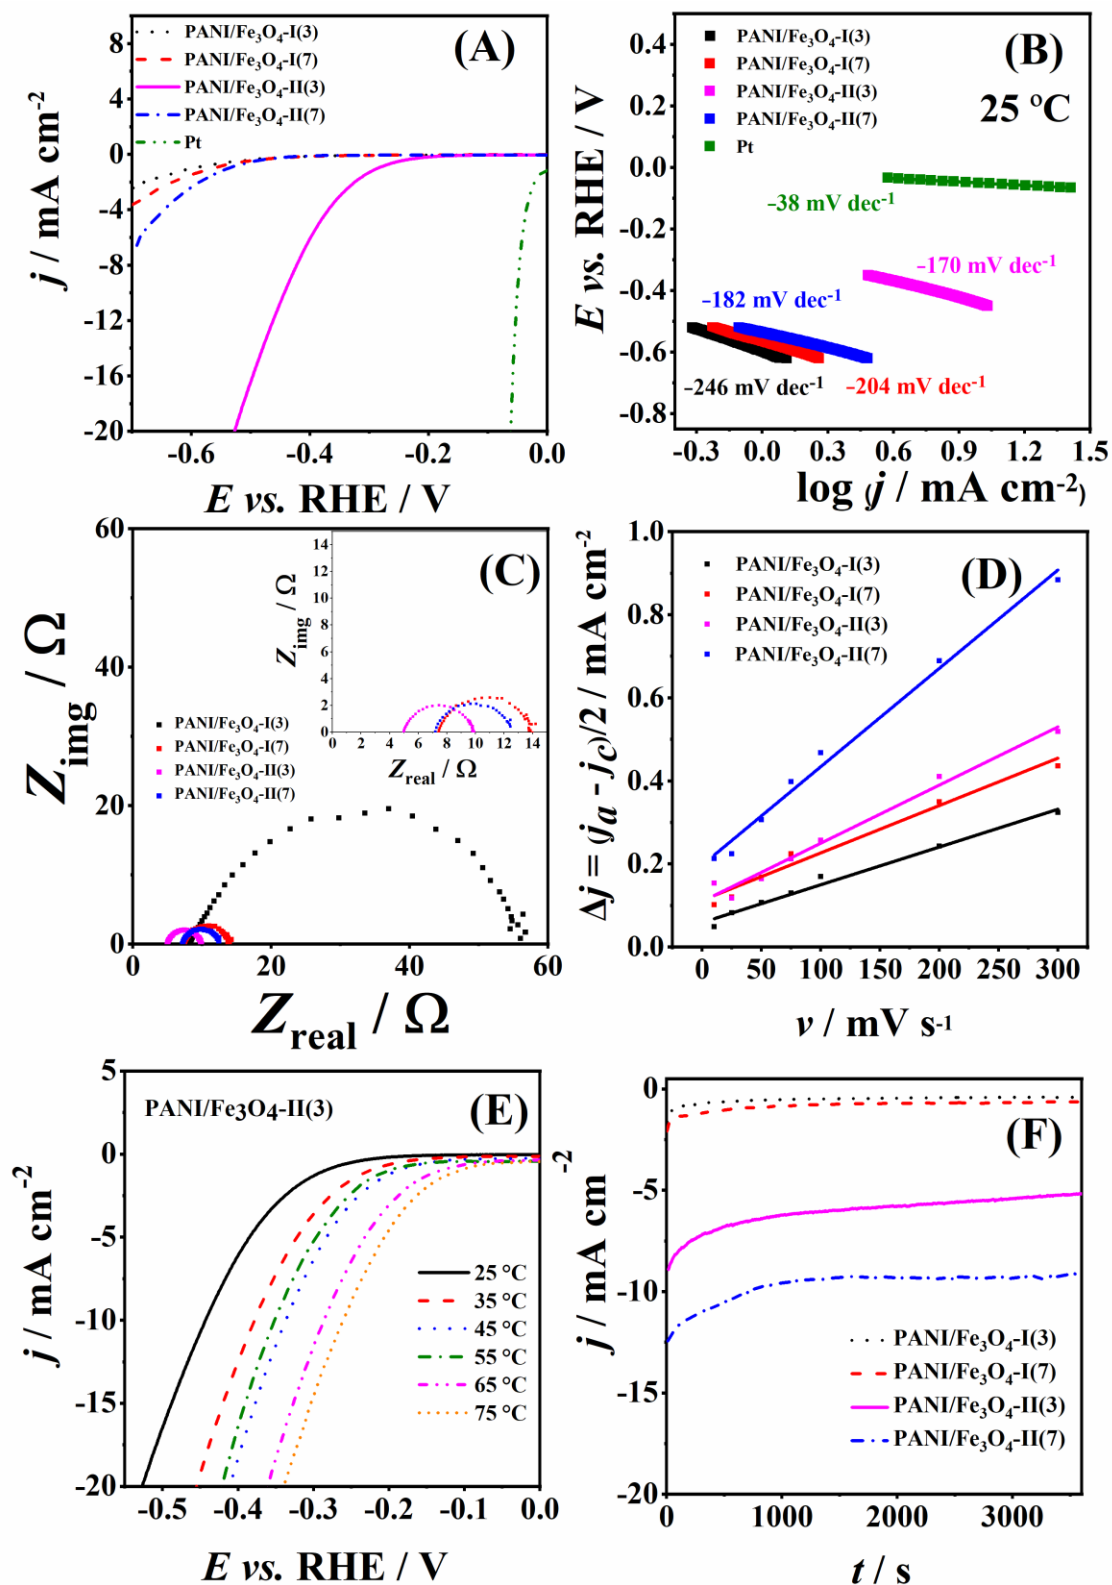 (A)
PANI/Fe3O4-I(3)
PANI/Fe3O4-I(7)
PANI/Fe3O4-II(3)
PANI/Fe3O4-II(7)
Pt
8
4
0
-4
-8
-12
-16
-20
-0.6
-0.4
-0.2
0.0
j / mA cm-2
E vs. RHE / V
(B)
25 °C
PANI/Fe3O4-I(3)
PANI/Fe3O4-I(7)
PANI/Fe3O4-II(3)
PANI/Fe3O4-II(7)
Pt
-38 mV dec-1
-170 mV dec-1
-182 mV dec-1
-246 mV dec-1
-204 mV dec-1
0.4
0.2
0.0
-0.2
-0.4
-0.6
-0.8
-0.3
0.0
0.3
0.6
0.9
1.2
1.5
E vs. RHE / V
log (j / mA cm-2)
(C)
PANI/Fe3O4-I(3)
PANI/Fe3O4-I(7)
PANI/Fe3O4-II(3)
PANI/Fe3O4-II(7)
60
40
20
0
0
20
40
60
Zimg / Ω
Zreal / Ω
14
12
10
8
6
4
2
0
0
2
4
6
8
10
12
14
Zimg / Ω
Zreal / Ω
(D)
PANI/Fe3O4-I(3)
PANI/Fe3O4-I(7)
PANI/Fe3O4-II(3)
PANI/Fe3O4-II(7)
1.0
0.8
0.6
0.4
0.2
0.0
0
50
100
150
200
250
300
Δj = (ja - jc)/2 / mA cm-2
v / mV s-1
(E)
PANI/Fe3O4-II(3)
25 °C
35 °C
45 °C
55 °C
65 °C
75 °C
5
0
-5
-10
-15
-20
-0.5
-0.4
-0.3
-0.2
-0.1
0.0
j / mA cm-2
E vs. RHE / V
(F)
PANI/Fe3O4-I(3)
PANI/Fe3O4-I(7)
PANI/Fe3O4-II(3)
PANI/Fe3O4-II(7)
0
-5
-10
-15
-20
0
1000
2000
3000
j / mA cm-2
t / s